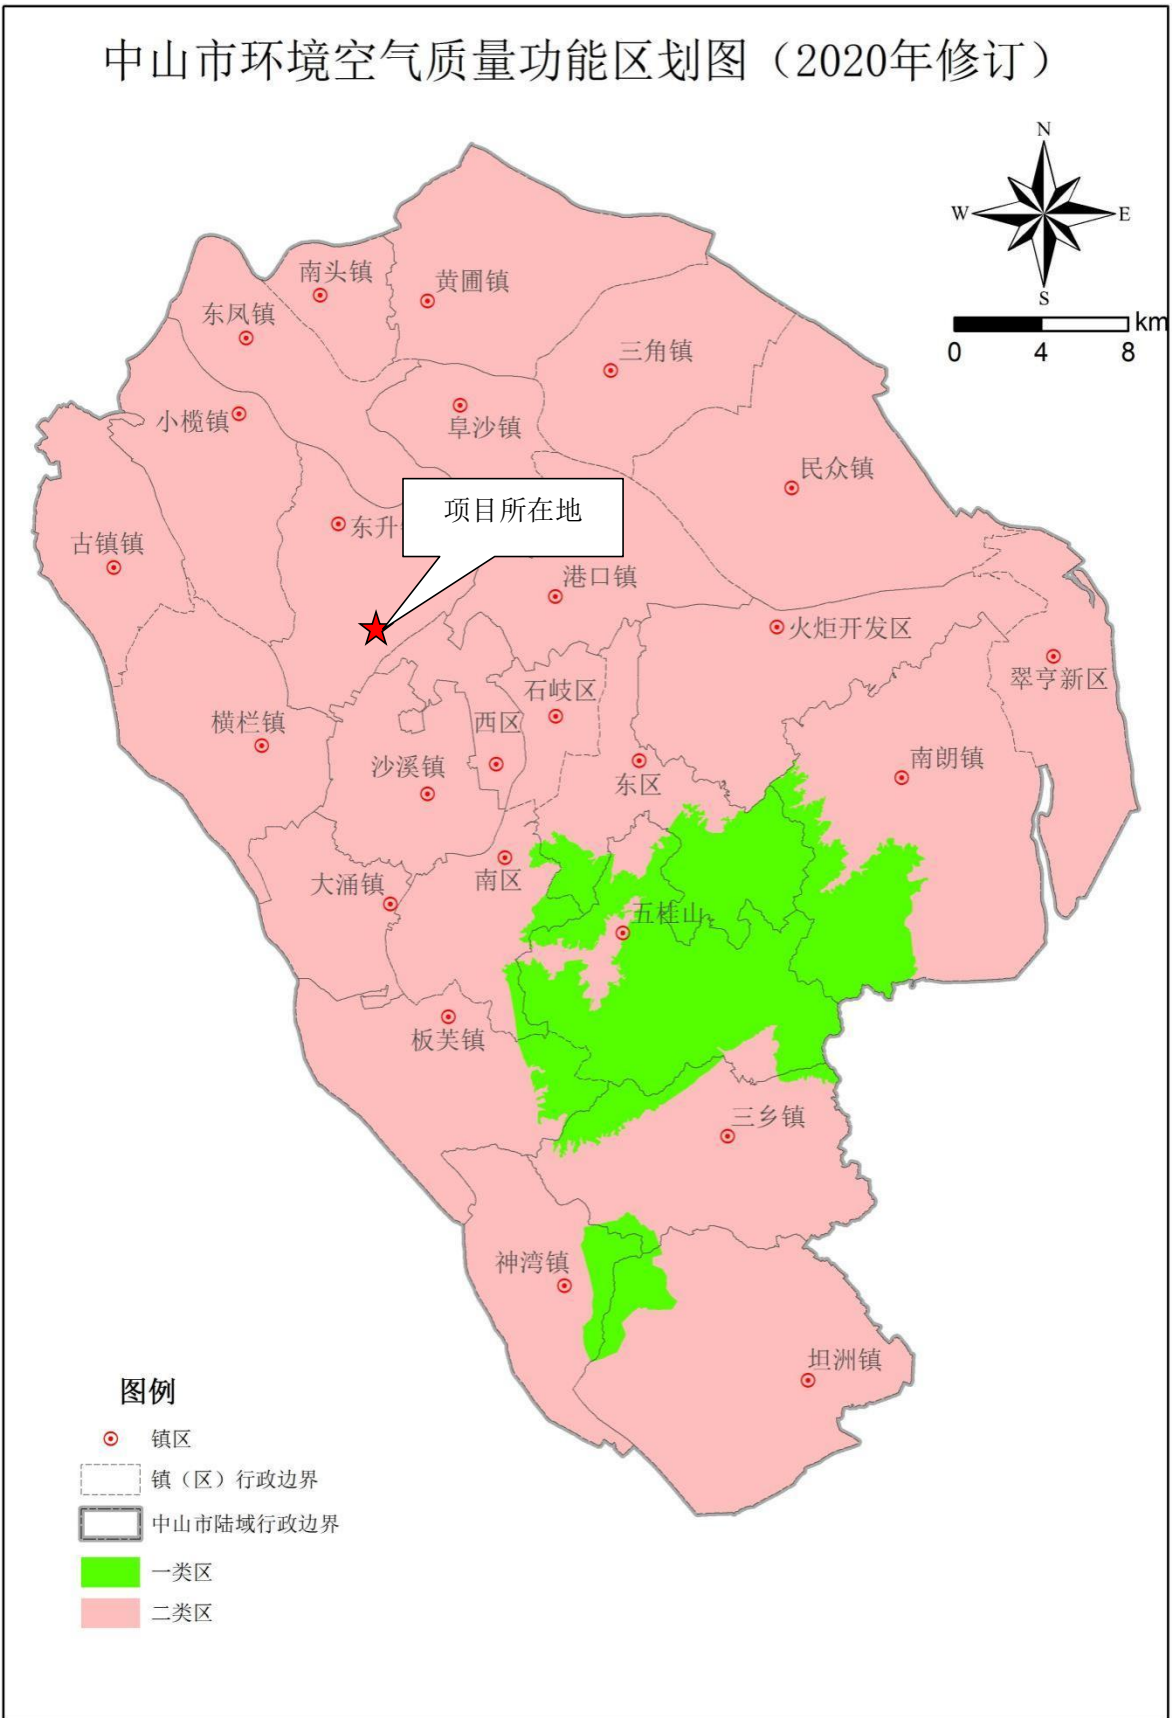 中山市环境空气质量功能区划图（2020年修订）
N
W
E
S
km
0 4 8
南头镇
黄圃镇
东凤镇
三角镇
小榄镇
阜沙镇
民众镇
项目所在地
东升
古镇镇
港口镇
火炬开发区
翠亨新区
石岐区
横栏镇
西区
沙溪镇
东区
南朗镇
大涌镇
南区
五桂山
板芙镇
三乡镇
神湾镇
坦洲镇
图例
镇区
镇（区）行政边界
中山市陆域行政边界
一类区
二类区